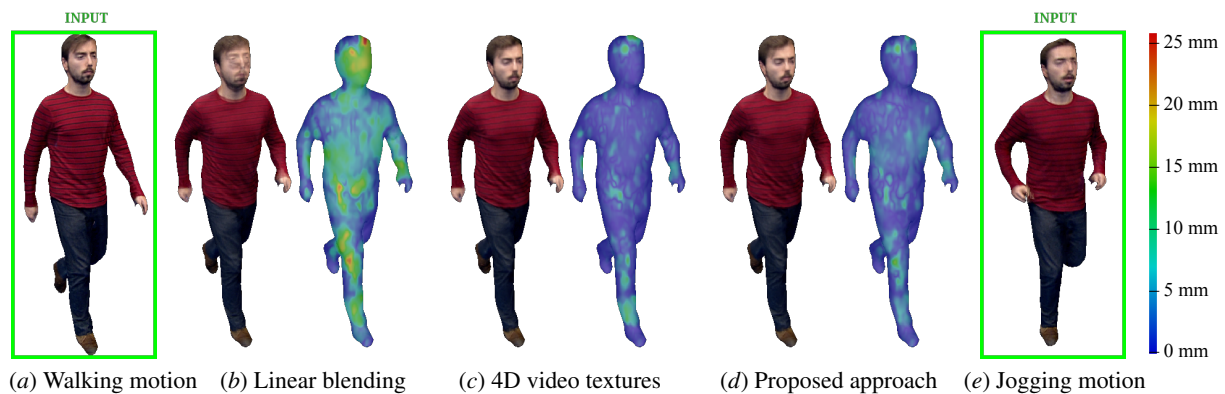 INPUT
INPUT
25 mm
20 mm
15 mm
10 mm
5 mm
0 mm
(a) Walking motion
(b) Linear blending
(c) 4D video textures
(d) Proposed approach
(e) Jogging motion